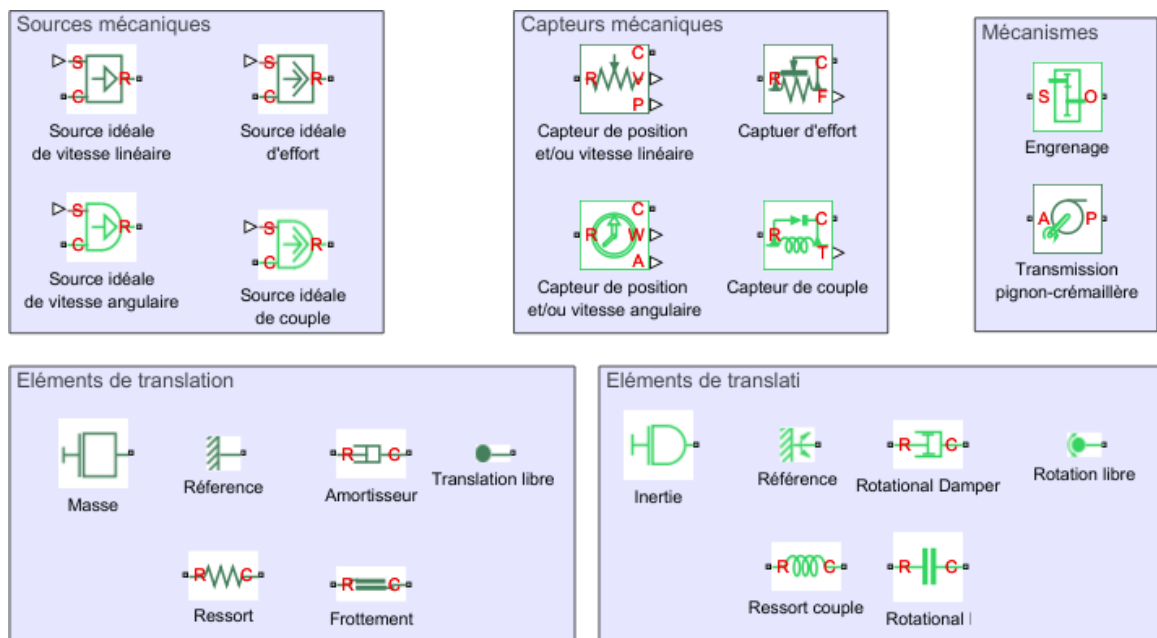 Sources mécaniques
S
R
C
Source idéale
de vitesse linéaire
S
R
C
Source idéale
d'effort
S
R
C
Source idéale
de vitesse angulaire
S
R
C
Source idéale
de couple
Capteurs mécaniques
C
R
V
P
Capteur de position
et/ou vitesse linéaire
C
R
F
Captuer d'effort
C
R
W
A
Capteur de position
et/ou vitesse angulaire
C
R
T
Capteur de couple
Mécanismes
S
O
Engrenage
A
P
Transmission
pignon-crémaillère
Eléments de translation
Masse
Réference
R
C
Amortisseur
Translation libre
R
C
Ressort
R
C
Frottement
Eléments de translati
Inertie
Référence
R
C
Rotational Damper
Rotation libre
R
C
Ressort couple
R
C
Rotational